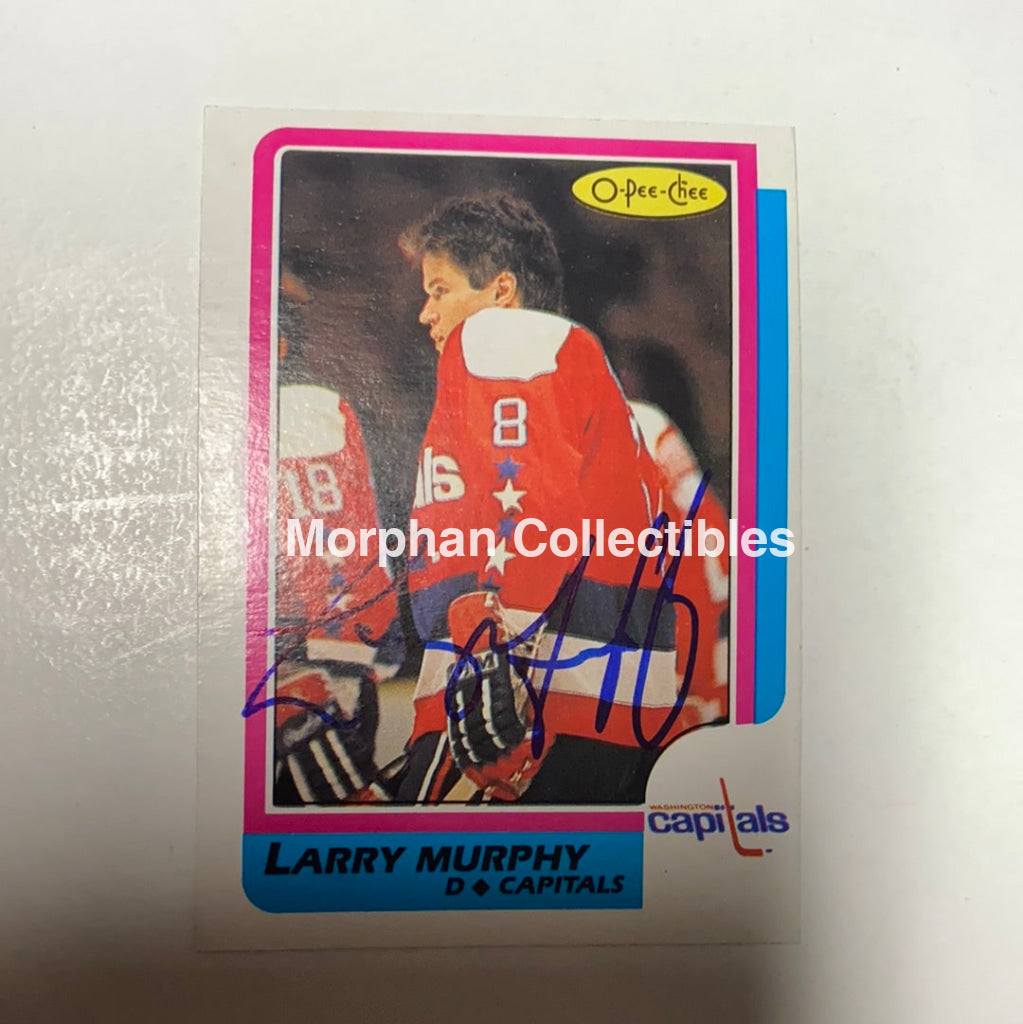 O-Pee-Chee
8
als
18
Morphan Collectibles
WASHINGTON
capitals
LARRY MURPHY
D ◆ CAPITALS